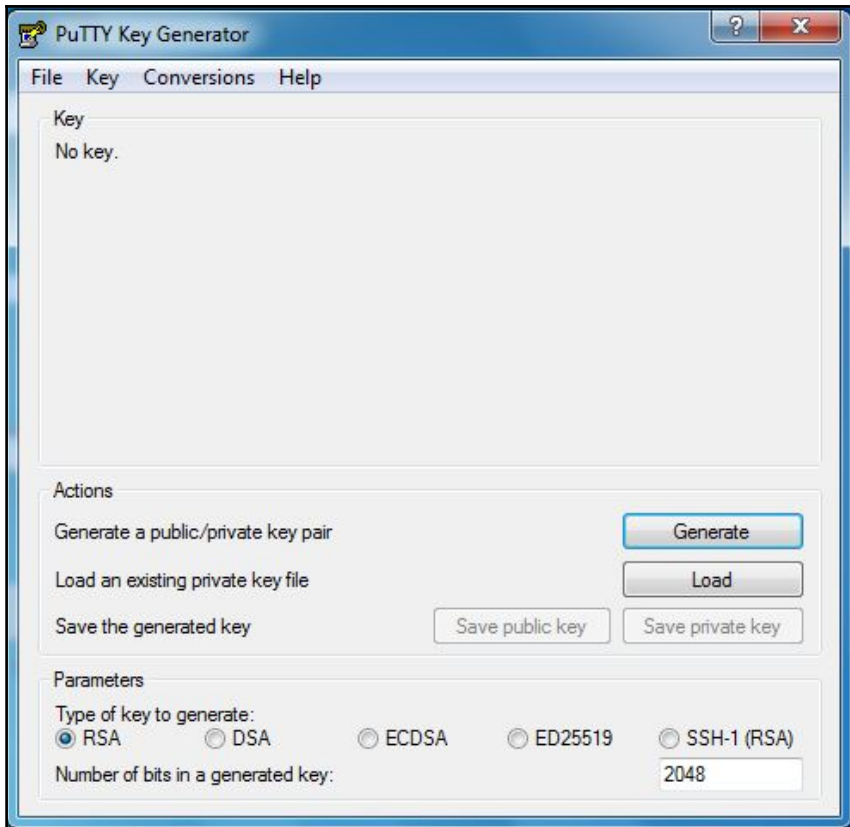 PuTTY Key Generator
File Key Conversions Help
Key
No key.
Actions
Generate a public/private key pair Generate
Load an existing private key file Load
Save the generated key Save public key Save private key
Parameters
Type of key to generate:
RSA DSA ECDSA ED25519 SSH-1 (RSA)
Number of bits in a generated key: 2048